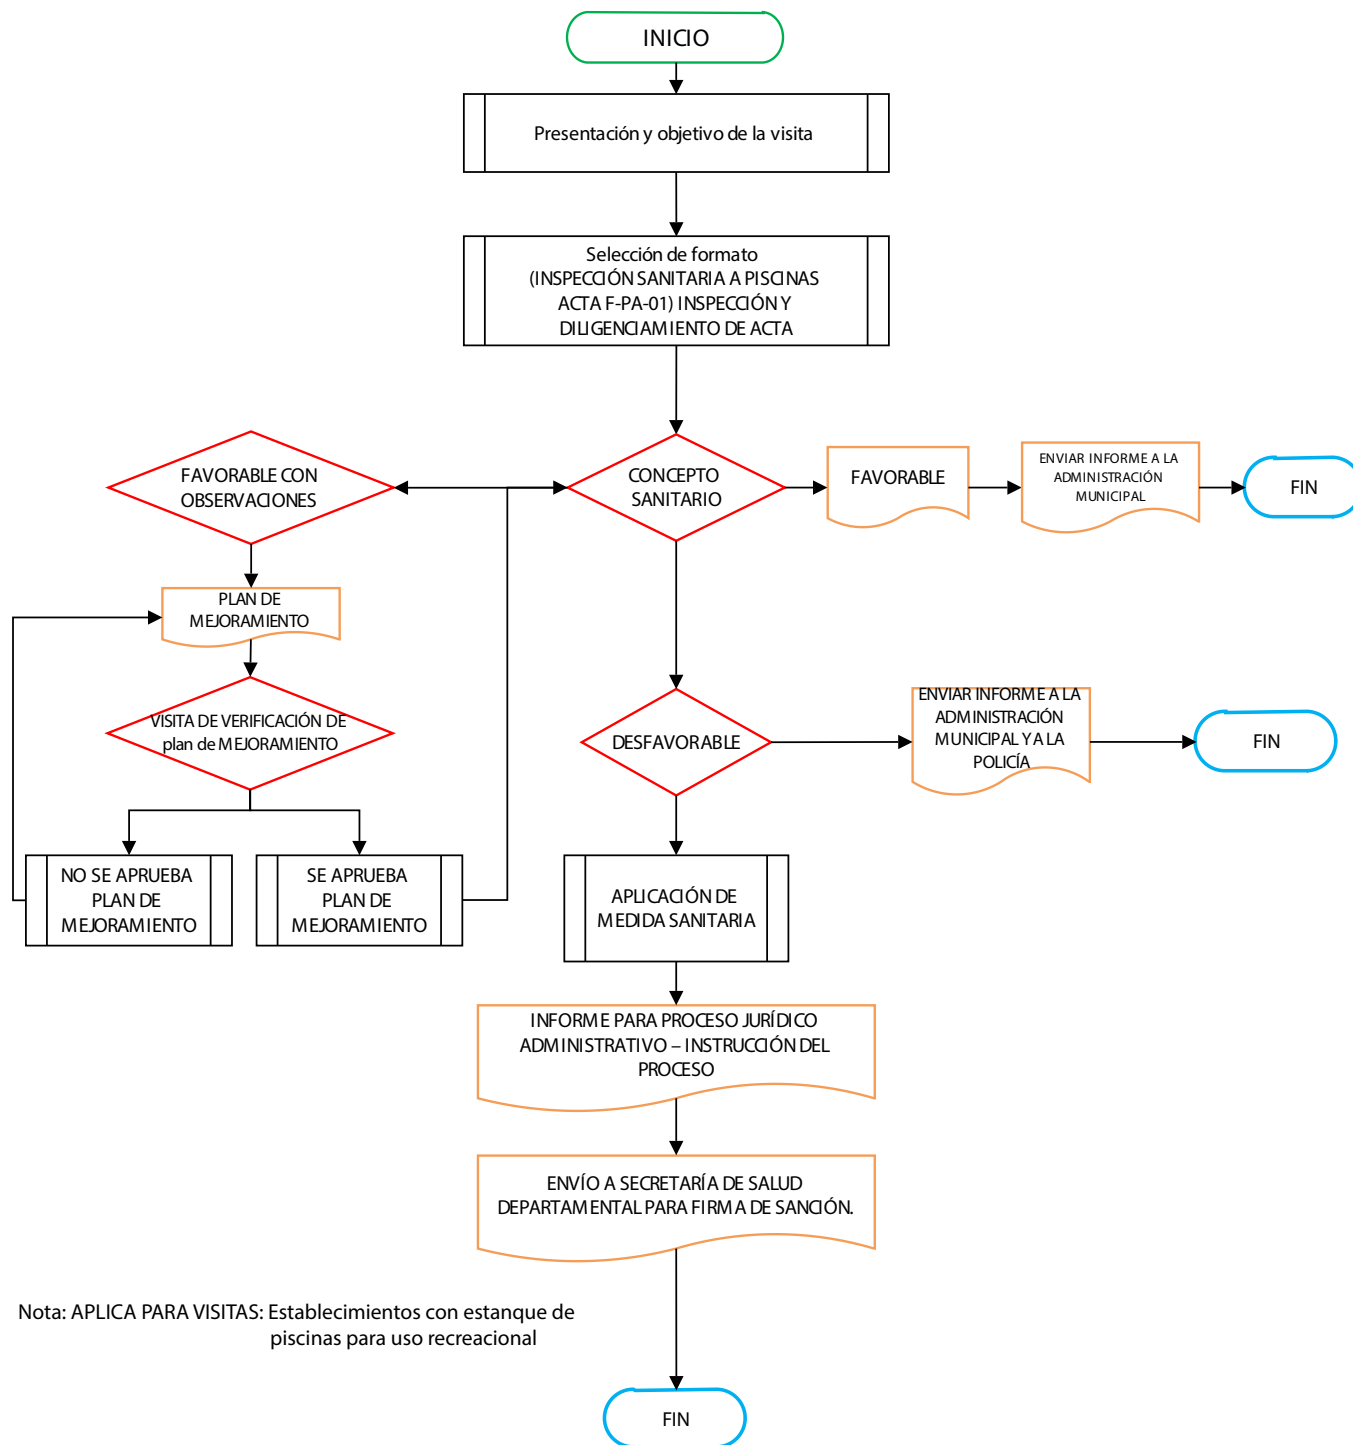 INICIO
Presentación y objetivo de la visita
Selección de formato
(INSPECCIÓN SANITARIA A PISCINAS
ACTA F-PA-01) INSPECCIÓN Y
DILIGENCIAMIENTO DE ACTA
FAVORABLE CON
OBSERVACIONES
CONCEPTO
SANITARIO
FAVORABLE
ENVIAR INFORME A LA
ADMINISTRACIÓN
MUNICIPAL
FIN
PLAN DE
MEJORAMIENTO
VISITA DE VERIFICACIÓN DE
plan de MEJORAMIENTO
DESFAVORABLE
ENVIAR INFORME A LA
ADMINISTRACIÓN
MUNICIPAL Y A LA
POLICÍA
FIN
NO SE APRUEBA
PLAN DE
MEJORAMIENTO
SE APRUEBA
PLAN DE
MEJORAMIENTO
APLICACIÓN DE
MEDIDA SANITARIA
INFORME PARA PROCESO JURÍDICO
ADMINISTRATIVO – INSTRUCCIÓN DEL
PROCESO
ENVÍO A SECRETARÍA DE SALUD
DEPARTAMENTAL PARA FIRMA DE SANCIÓN.
Nota: APLICA PARA VISITAS: Establecimientos con estanque de
piscinas para uso recreacional
FIN